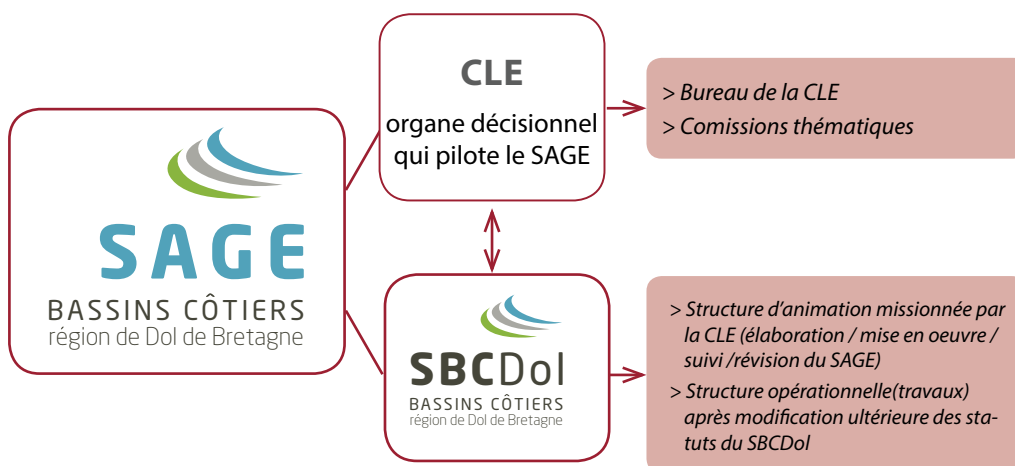 SAGE
BASSINS CÔTIERS
région de Dol de Bretagne
CLE
organe décisionnel
qui pilote le SAGE
> Bureau de la CLE
> Comissions thématiques
SBCDol
BASSINS CÔTIERS
région de Dol de Bretagne
> Structure d'animation missionnée par
la CLE (élaboration / mise en oeuvre /
suivi /révision du SAGE)
> Structure opérationnelle(travaux)
après modification ultérieure des sta-
tuts du SBCDol